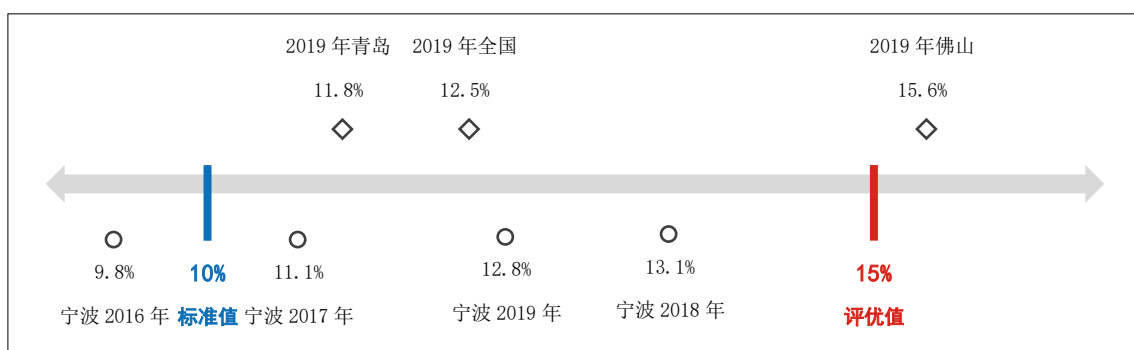 2019 年青岛 2019 年全国 2019 年佛山
11.8% 12.5% 15.6%
9.8% 10% 11.1% 12.8% 13.1% 15%
宁波 2016 年 标准值 宁波 2017 年 宁波 2019 年 宁波 2018 年 评优值